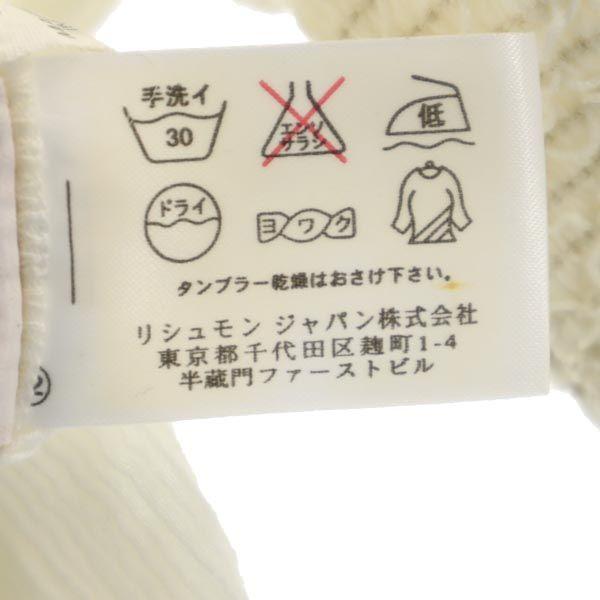 手洗イ
30
エンソ
サラシ
低
ドライ
ヨワク
タンブラー乾燥はおさけ下さい。
リシュモン ジャパン株式会社
東京都千代田区麹町1-4
半蔵門ファーストビル
②